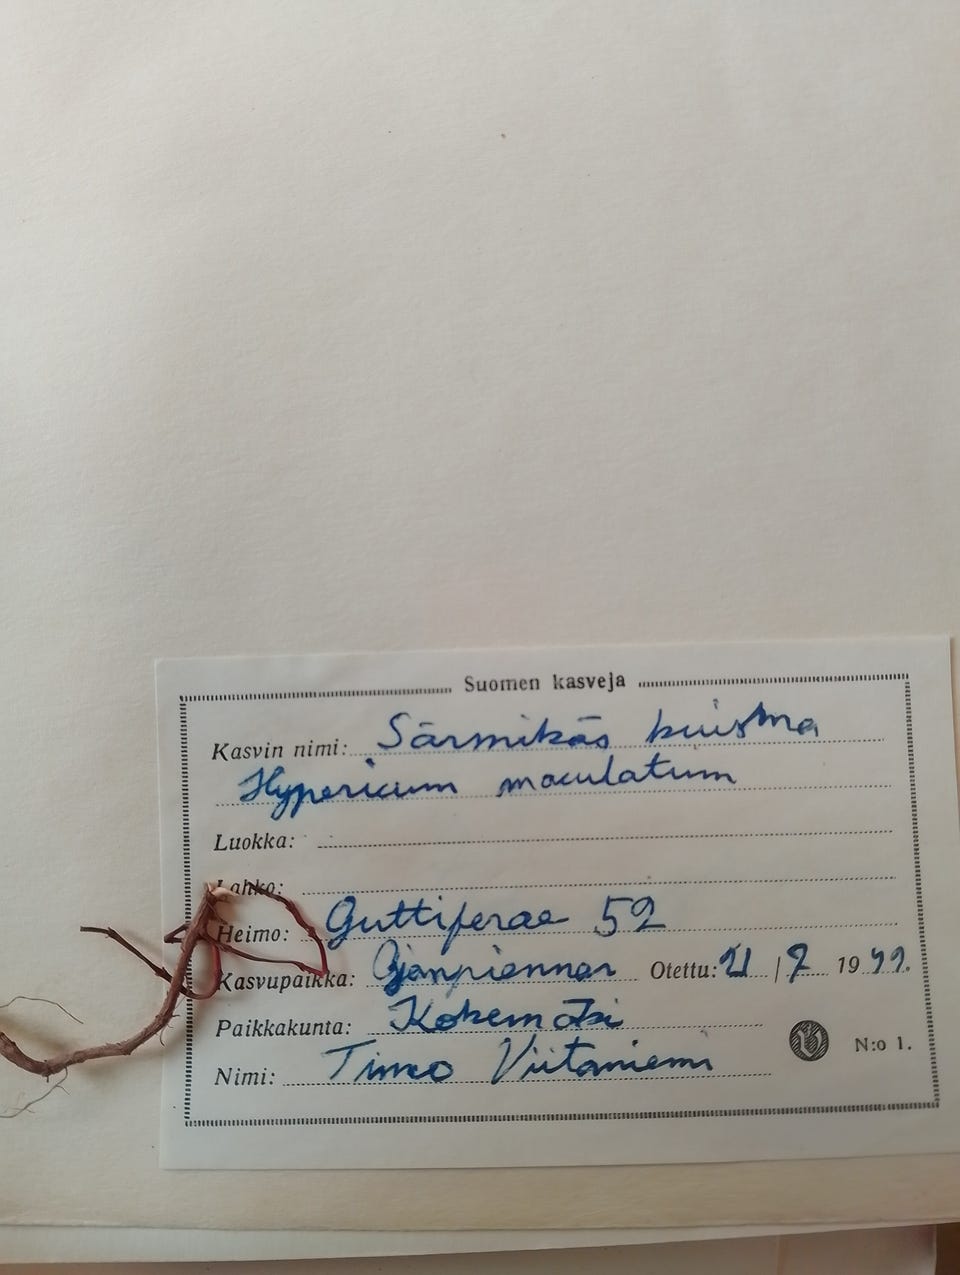 Suomen kasveja
Kasvin nimi: Särmikäs kuisma
Hypericum maculatum
Luokka:
Lahko:
Heimo: Guttiferae 52
Kasvupaikka: Ojanpiennar Otettu: 21 / 7 19
Paikkakunta: Kokemäki
Nimi: Timo Viitaniemi N:o 1.